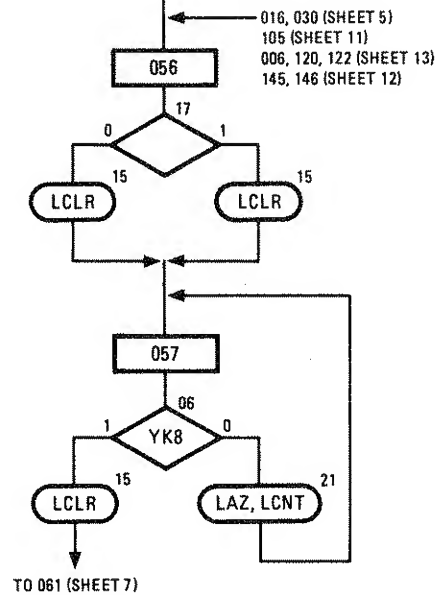 016, 030 (SHEET 5)
105 (SHEET 11)
006, 120, 122 (SHEET 13)
145, 146 (SHEET 12)
056
17
0 1
15 15
LCLR LCLR
057
06
1 YK8 0
15 21
LCLR LAZ, LCNT
TO 061 (SHEET 7)